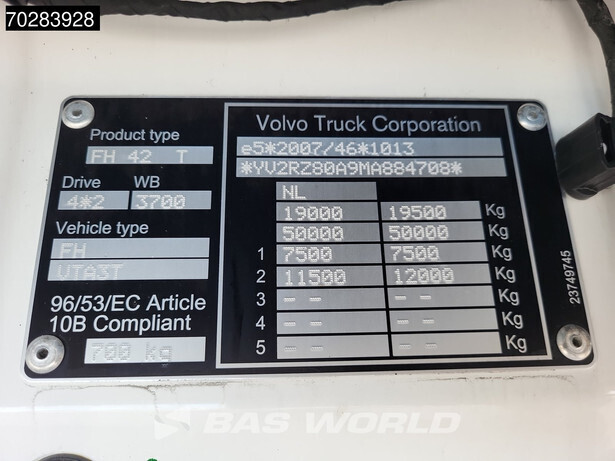 70283928
Product type
FH 42 T
Drive WB
4*2 3700
Vehicle type
FH
VTA3T
96/53/EC Article
10B Compliant
700 kg
Volvo Truck Corporation
e5*2007/46*1013
*YV2RZ80A9MA884708*
NL
19000 19500 Kg
50000 50000 Kg
1 7500 7500 Kg
2 11500 12000 Kg
3 -- -- Kg
4 -- -- Kg
5 -- -- Kg
23749745
BAS WORLD